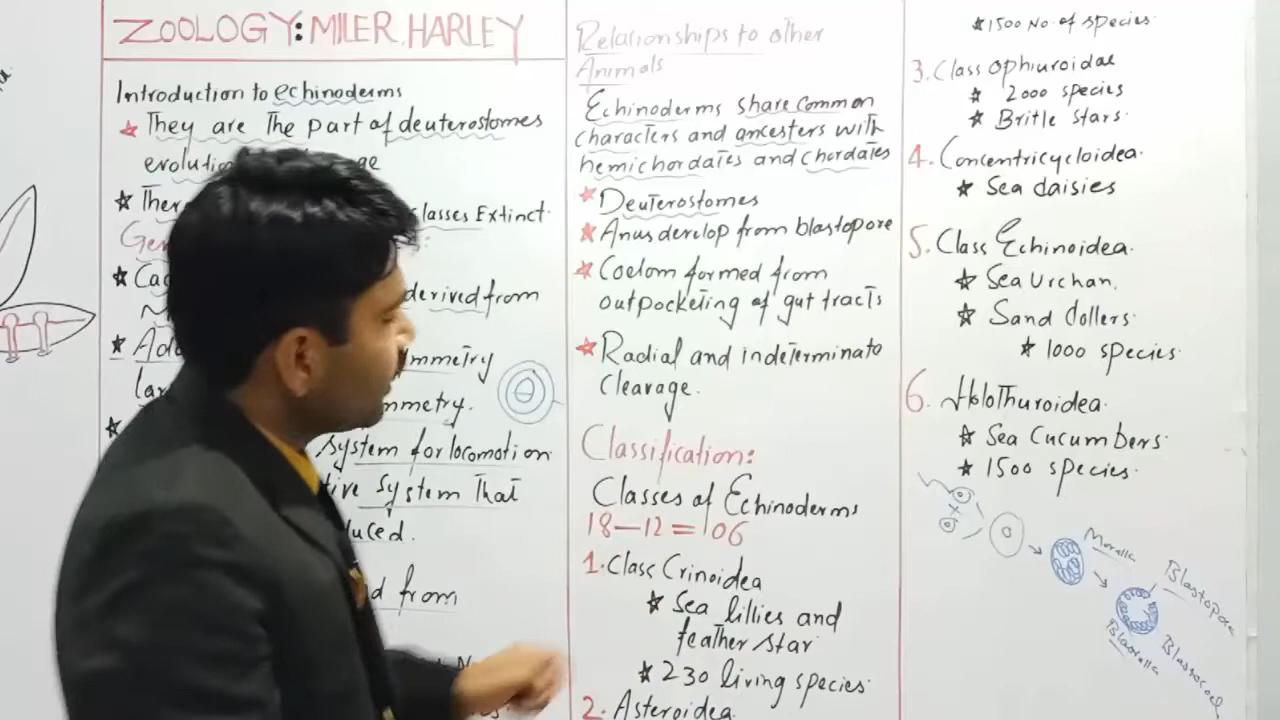 ZOOLOGY: MILER. HARLEY
Introduction to echinoderms
★ They are The part of deuterostomes
★ classes Extinct.
★ derived from
★
mmetry
mmetry.
★ system for locomotion
tive system That
duced.
d from
Relationships to other
Animals
Echinoderms share common
characters and ancesters with
hemichordates and chordates
★ Deuterostomes
★ Anus develop from blastopore
★ Coelom formed from
outpocketing of gut tracts
★ Radial and indeterminato
Cleavage.
Classification:
Classes of Echinoderms
18 — 12 = 06
1. Class Crinoidea
★ Sea lillies and
feather star
★ 230 living species.
2. Asteroidea.
★ 1500 No. of species.
3. Class ophiuroidae
★ 2000 species
★ Britle stars.
4. Concentricycloidea.
★ Sea daisies
5. Class Echinoidea.
★ Sea Urchan.
★ Sand dollers.
★ 1000 species.
6. Holothuroidea.
★ Sea Cucumbers.
★ 1500 species.
Morulla
Blastopore
Blastocoel